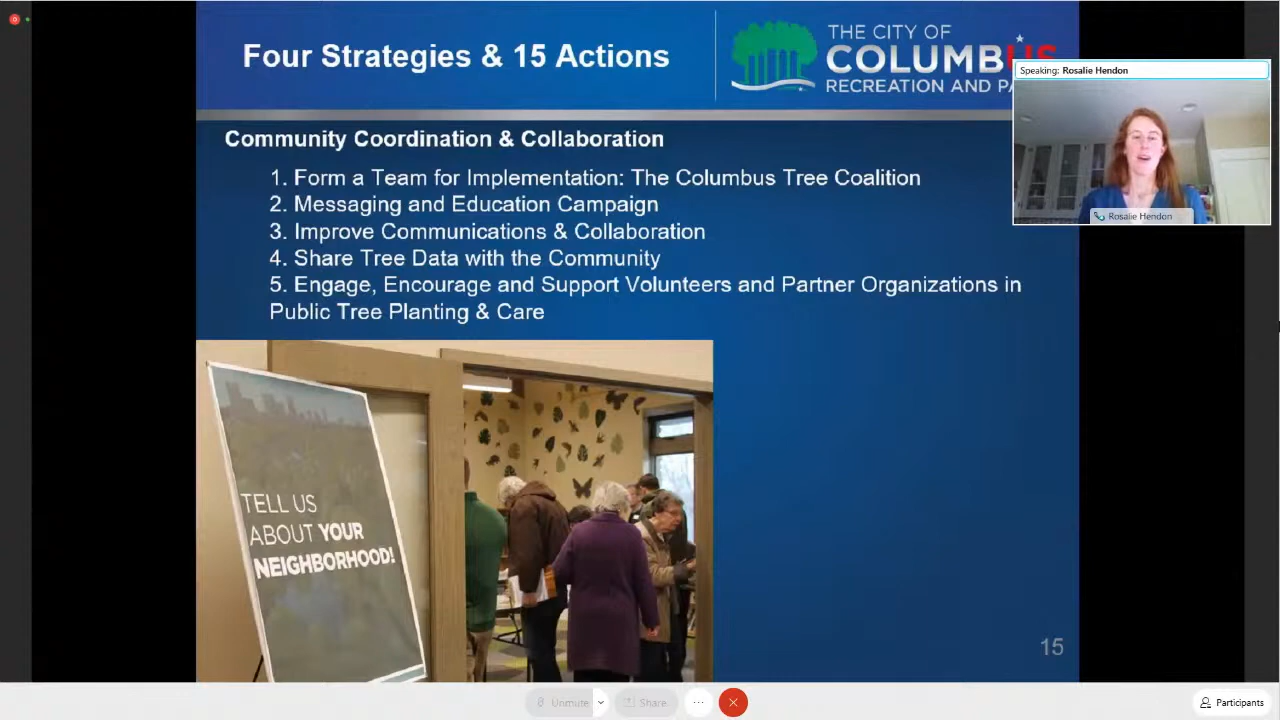 Four Strategies & 15 Actions
THE CITY OF
COLUMBUS
RECREATION AND PA
Speaking: Rosalie Hendon
Rosalie Hendon
Community Coordination & Collaboration
1. Form a Team for Implementation: The Columbus Tree Coalition
2. Messaging and Education Campaign
3. Improve Communications & Collaboration
4. Share Tree Data with the Community
5. Engage, Encourage and Support Volunteers and Partner Organizations in
Public Tree Planting & Care
TELL US
ABOUT YOUR
NEIGHBORHOOD!
15
Unmute
Share
Participants